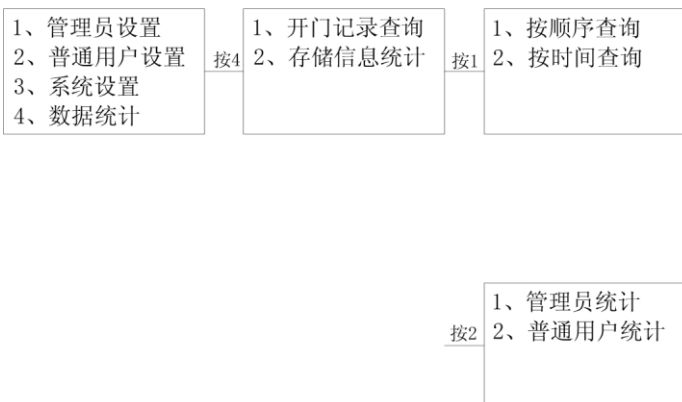 1、管理员设置
2、普通用户设置
3、系统设置
4、数据统计
按4
1、开门记录查询
2、存储信息统计
按1
1、按顺序查询
2、按时间查询
按2
1、管理员统计
2、普通用户统计